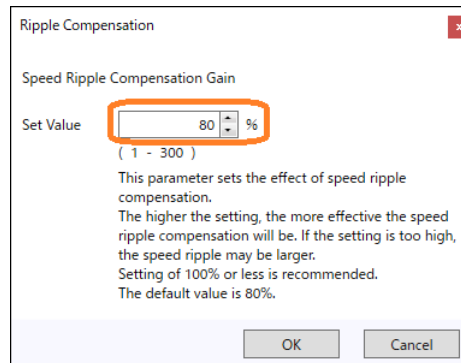 Ripple Compensation
x
Speed Ripple Compensation Gain
Set Value 80 %
( 1 - 300 )
This parameter sets the effect of speed ripple
compensation.
The higher the setting, the more effective the speed
ripple compensation will be. If the setting is too high,
the speed ripple may be larger.
Setting of 100% or less is recommended.
The default value is 80%.
OK Cancel